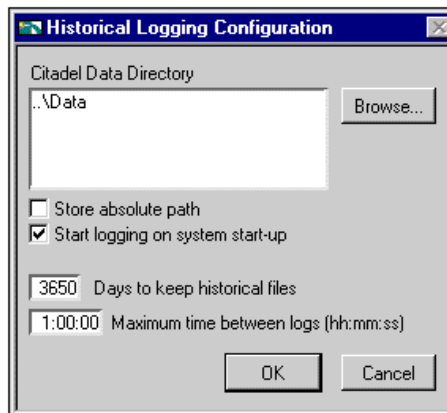 Historical Logging Configuration
Citadel Data Directory
..\Data
Browse...
Store absolute path
Start logging on system start-up
3650 Days to keep historical files
1:00:00 Maximum time between logs (hh:mm:ss)
OK Cancel